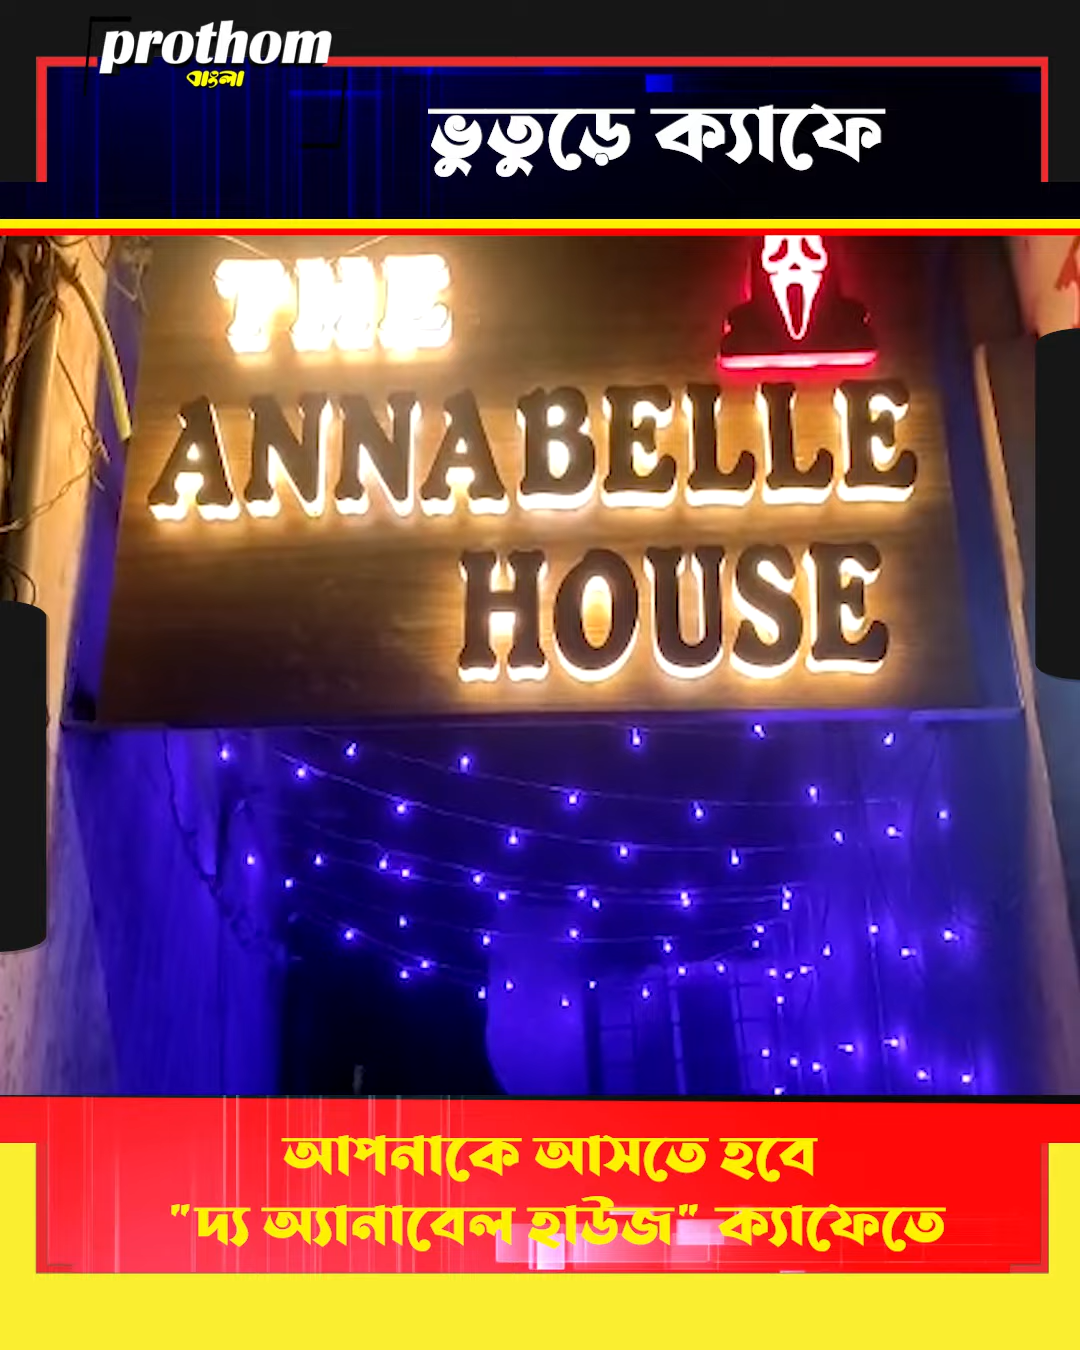 prothom
বাংলা
ভুতুড়ে ক্যাফে
THE
ANNABELLE
HOUSE
আপনাকে আসতে হবে
"দ্য অ্যানাবেল হাউজ" ক্যাফেতে